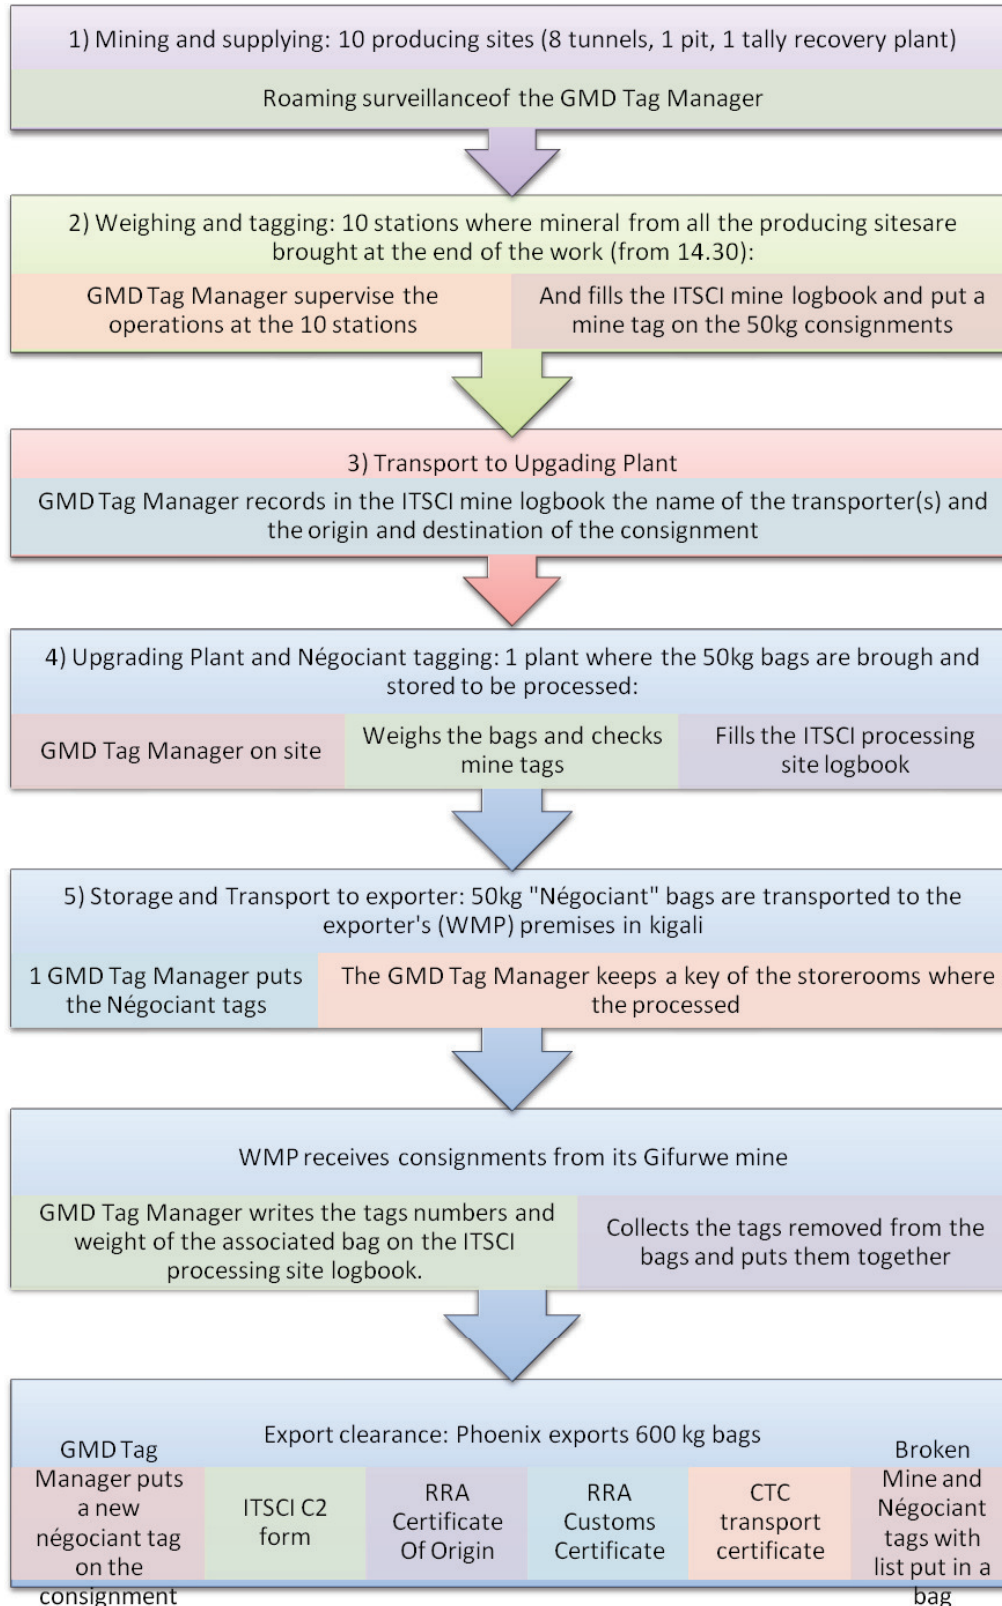 1) Mining and supplying: 10 producing sites (8 tunnels, 1 pit, 1 tally recovery plant)
Roaming surveillanceof the GMD Tag Manager
2) Weighing and tagging: 10 stations where mineral from all the producing sitesare
brought at the end of the work (from 14.30):
GMD Tag Manager supervise the
operations at the 10 stations
And fills the ITSCI mine logbook and put a
mine tag on the 50kg consignments
3) Transport to Upgading Plant
GMD Tag Manager records in the ITSCI mine logbook the name of the transporter(s) and
the origin and destination of the consignment
4) Upgrading Plant and Négociant tagging: 1 plant where the 50kg bags are brough and
stored to be processed:
GMD Tag Manager on site
Weighs the bags and checks
mine tags
Fills the ITSCI processing
site logbook
5) Storage and Transport to exporter: 50kg "Négociant" bags are transported to the
exporter's (WMP) premises in kigali
1 GMD Tag Manager puts
the Négociant tags
The GMD Tag Manager keeps a key of the storerooms where
the processed
WMP receives consignments from its Gifurwe mine
GMD Tag Manager writes the tags numbers and
weight of the associated bag on the ITSCI
processing site logbook.
Collects the tags removed from the
bags and puts them together
Export clearance: Phoenix exports 600 kg bags
GMD Tag
Manager puts
a new
négociant tag
on the
consignment
ITSCI C2
form
RRA
Certificate
Of Origin
RRA
Customs
Certificate
CTC
transport
certificate
Broken
Mine and
Négociant
tags with
list put in a
bag